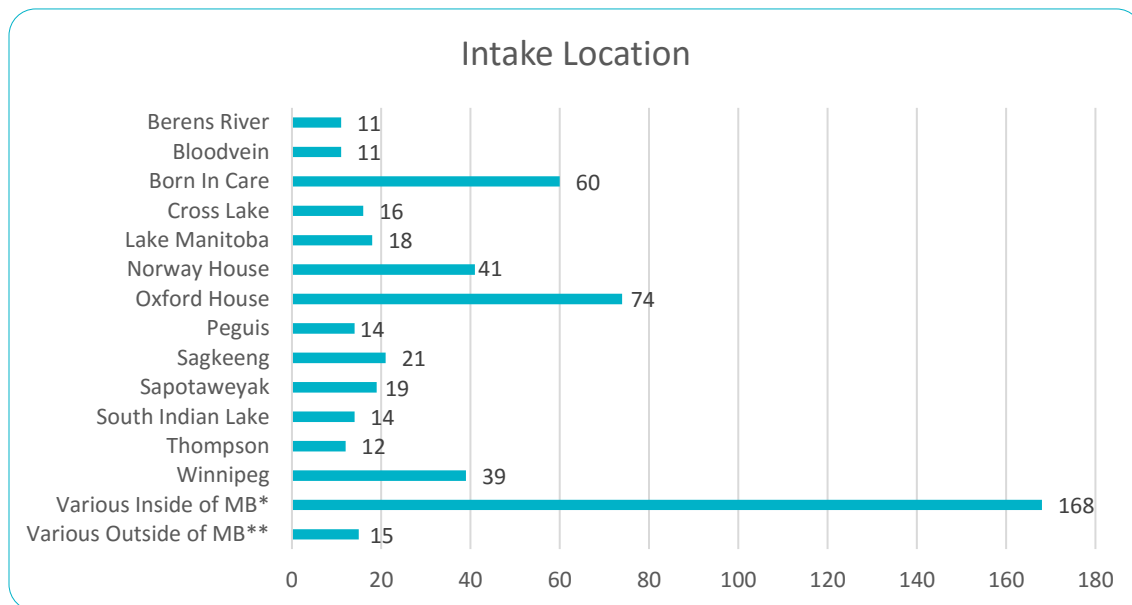 Intake Location
Berens River 11
Bloodvein 11
Born In Care 60
Cross Lake 16
Lake Manitoba 18
Norway House 41
Oxford House 74
Peguis 14
Sagkeeng 21
Sapotaweyak 19
South Indian Lake 14
Thompson 12
Winnipeg 39
Various Inside of MB* 168
Various Outside of MB** 15
0 20 40 60 80 100 120 140 160 180